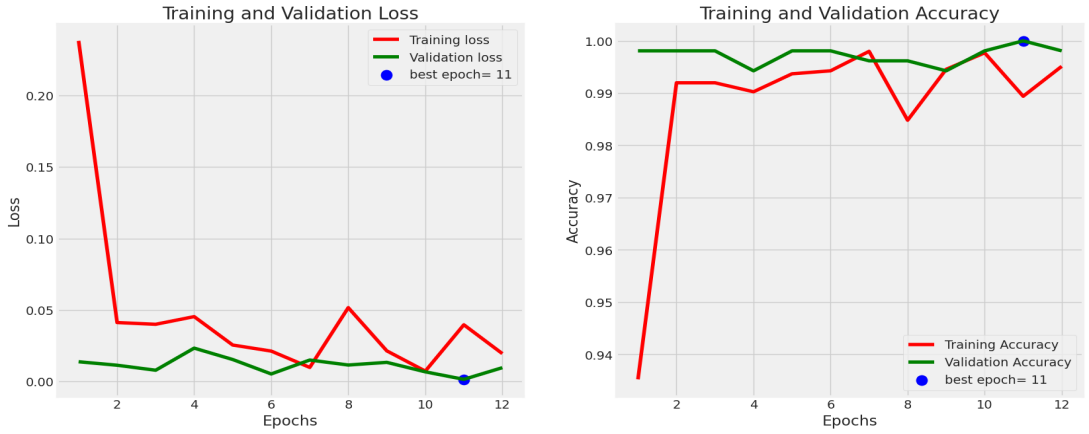 Training and Validation Loss
Training loss
Validation loss
best epoch= 11
0.20
0.15
0.10
0.05
0.00
Loss
2 4 6 8 10 12
Epochs
Training and Validation Accuracy
1.00
0.99
0.98
0.97
0.96
0.95
0.94
Accuracy
Training Accuracy
Validation Accuracy
best epoch= 11
2 4 6 8 10 12
Epochs